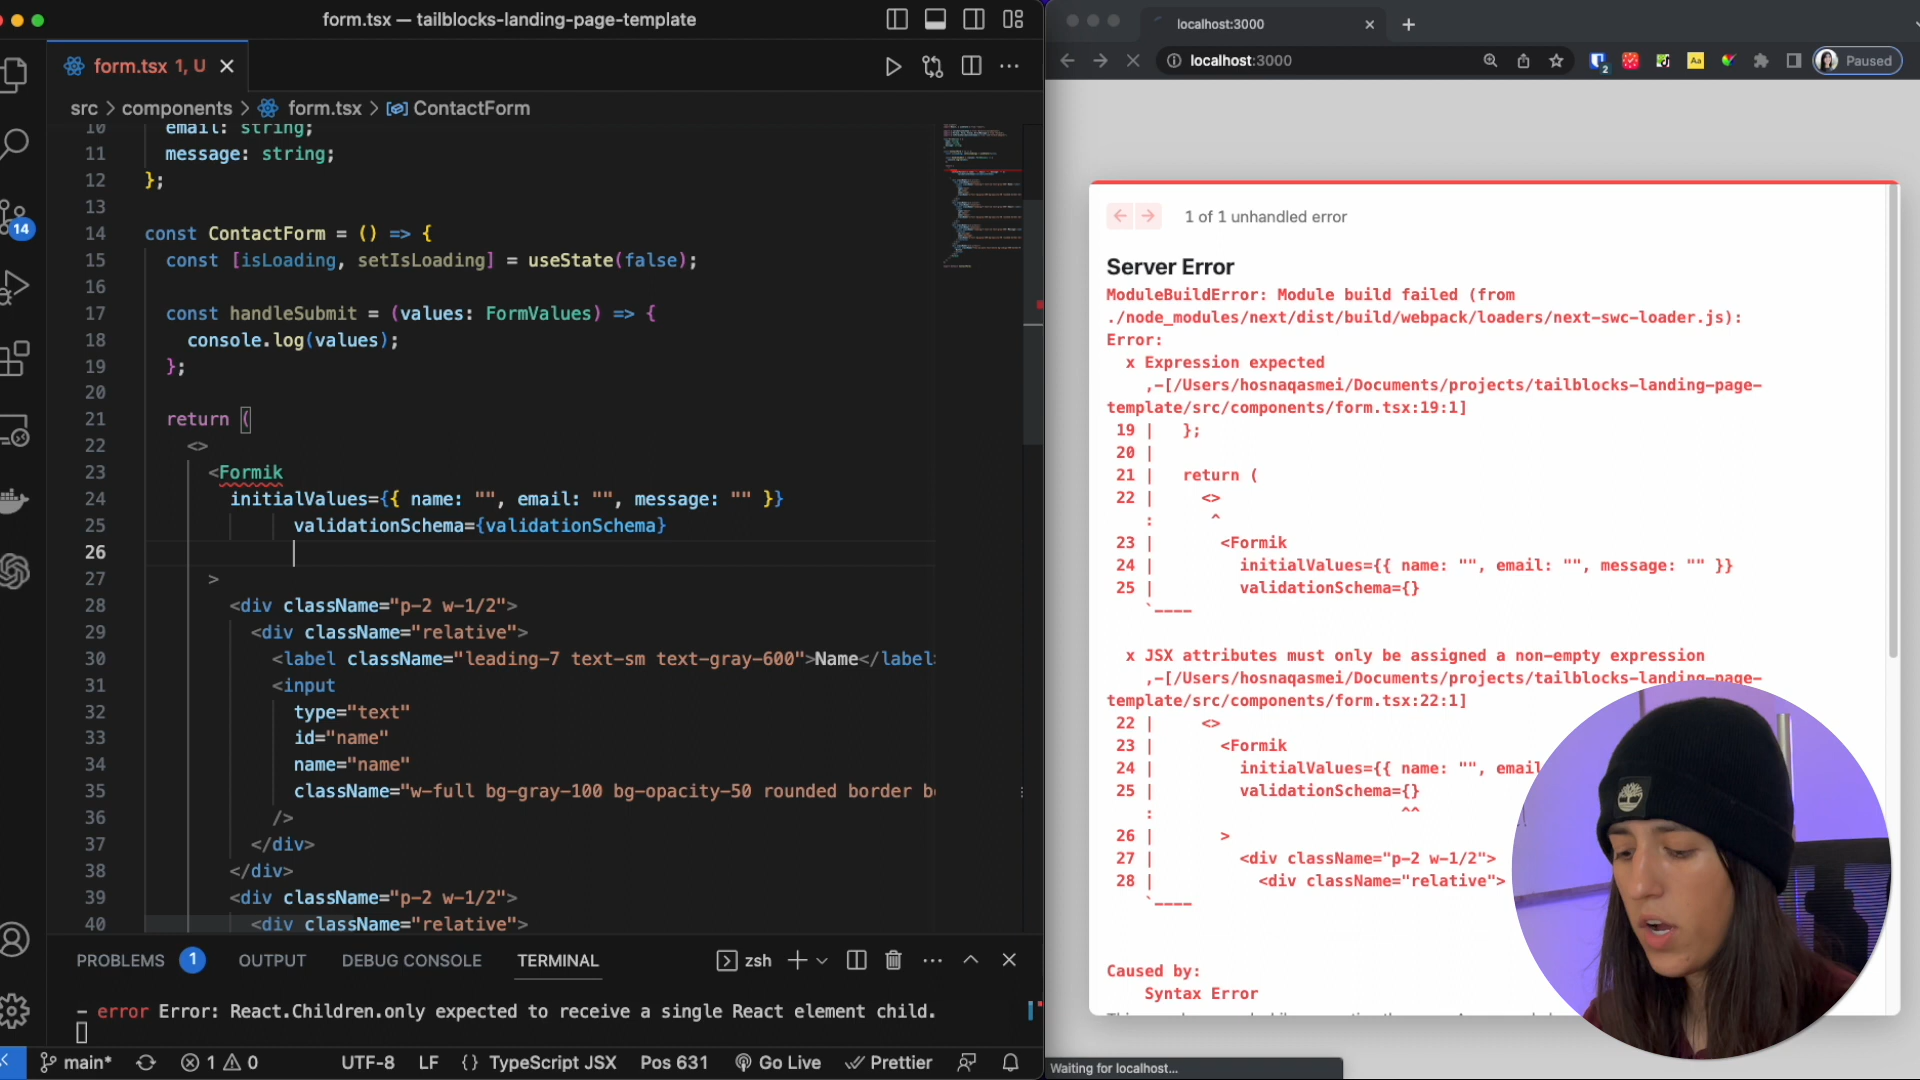 form.tsx — tailblocks-landing-page-template
form.tsx 1, U
src > components > form.tsx > ContactForm
10 email: string;
11 message: string;
12 };
13
14 const ContactForm = () => {
15 const [isLoading, setIsLoading] = useState(false);
16
17 const handleSubmit = (values: FormValues) => {
18 console.log(values);
19 };
20
21 return (
22 <>
23 <Formik
24 initialValues={{ name: "", email: "", message: "" }}
25 validationSchema={validationSchema}
26
27 >
28 <div className="p-2 w-1/2">
29 <div className="relative">
30 <label className="leading-7 text-sm text-gray-600">Name</label>
31 <input
32 type="text"
33 id="name"
34 name="name"
35 className="w-full bg-gray-100 bg-opacity-50 rounded border b
36 />
37 </div>
38 </div>
39 <div className="p-2 w-1/2">
40 <div className="relative">
14
PROBLEMS 1 OUTPUT DEBUG CONSOLE TERMINAL zsh
— error Error: React.Children.only expected to receive a single React element child.
main* 1 0 UTF-8 LF {} TypeScript JSX Pos 631 Go Live Prettier
localhost:3000
localhost:3000
2
Aa
Paused
1 of 1 unhandled error
Server Error
ModuleBuildError: Module build failed (from
./node_modules/next/dist/build/webpack/loaders/next-swc-loader.js):
Error:
x Expression expected
,-[/Users/hosnaqasmei/Documents/projects/tailblocks-landing-page-
template/src/components/form.tsx:19:1]
19 | };
20 |
21 | return (
22 | <>
: ^
23 | <Formik
24 | initialValues={{ name: "", email: "", message: "" }}
25 | validationSchema={}
`----
x JSX attributes must only be assigned a non-empty expression
,-[/Users/hosnaqasmei/Documents/projects/tailblocks-landing-page-
template/src/components/form.tsx:22:1]
22 | <>
23 | <Formik
24 | initialValues={{ name: "", email
25 | validationSchema={}
: ^^
26 | >
27 | <div className="p-2 w-1/2">
28 | <div className="relative">
`----
Caused by:
Syntax Error
Waiting for localhost...